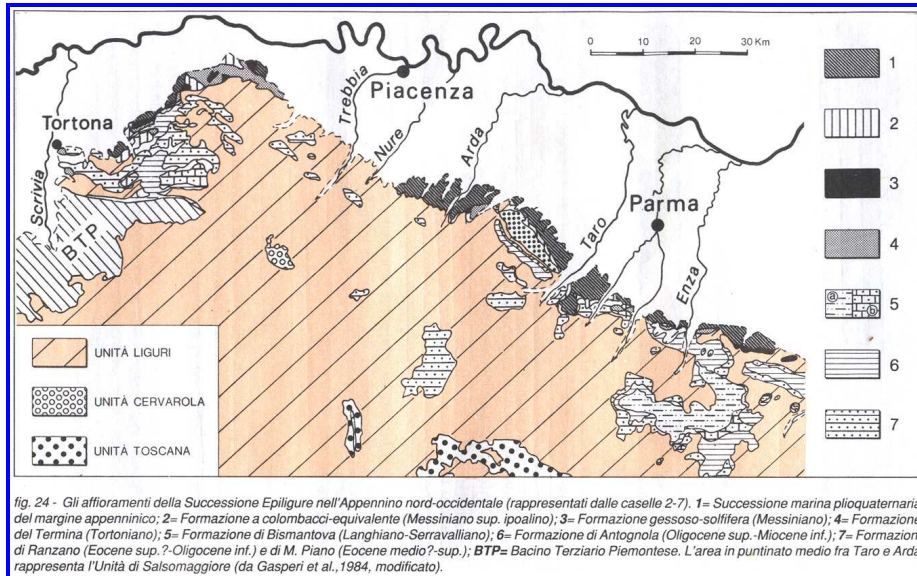 0 10 20 30 Km
Tortona
Scrivia
BTP
Trebbia
Piacenza
Nure
Arda
Taro
Parma
Enza
1
2
3
4
a
b
5
6
7
UNITÀ LIGURI
UNITÀ CERVAROLA
UNITÀ TOSCANA
fig. 24 - Gli affioramenti della Successione Epiligure nell'Appennino nord-occidentale (rappresentati dalle caselle 2-7). 1= Successione marina plioquaternaria
del margine appenninico; 2= Formazione a colombacci-equivalente (Messiniano sup. ipoalino); 3= Formazione gessoso-solfifera (Messiniano); 4= Formazione
del Termina (Tortoniano); 5= Formazione di Bismantova (Langhiano-Serravalliano); 6= Formazione di Antognola (Oligocene sup.-Miocene inf.); 7= Formazioni
di Ranzano (Eocene sup.?-Oligocene inf.) e di M. Piano (Eocene medio?-sup.); BTP= Bacino Terziario Piemontese. L'area in puntinato medio fra Taro e Arda
rappresenta l'Unità di Salsomaggiore (da Gasperi et al.,1984, modificato).